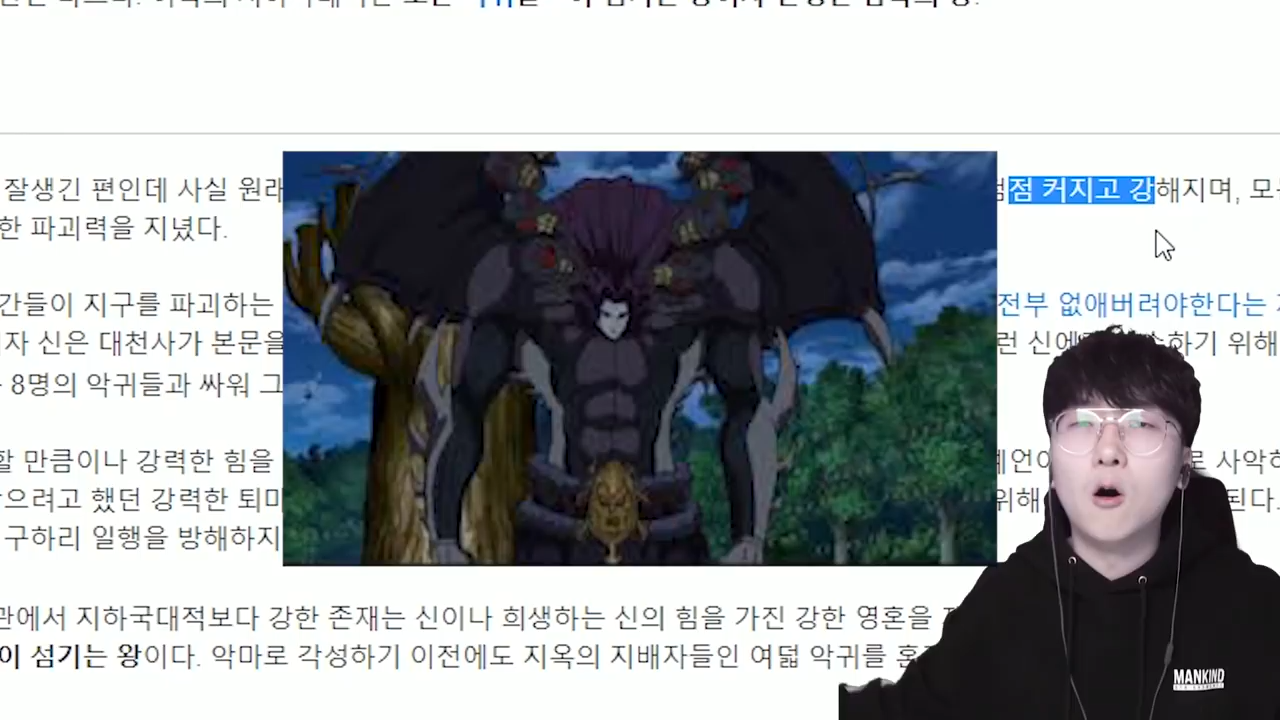 잘생긴 편인데 사실 원래 점 커지고 강해지며, 모
한 파괴력을 지녔다.
간들이 지구를 파괴하는 전부 없애버려야한다는
자 신은 대천사가 본문을 런 신에 하기 위해
8명의 악귀들과 싸워 그
할 만큼이나 강력한 힘을 로 사악하
으려고 했던 강력한 퇴마 위해 된다.
구하리 일행을 방해하지
관에서 지하국대적보다 강한 존재는 신이나 희생하는 신의 힘을 가진 강한 영혼을
이 섬기는 왕이다. 악마로 각성하기 이전에도 지옥의 지배자들인 여덟 악귀를
MANKIND